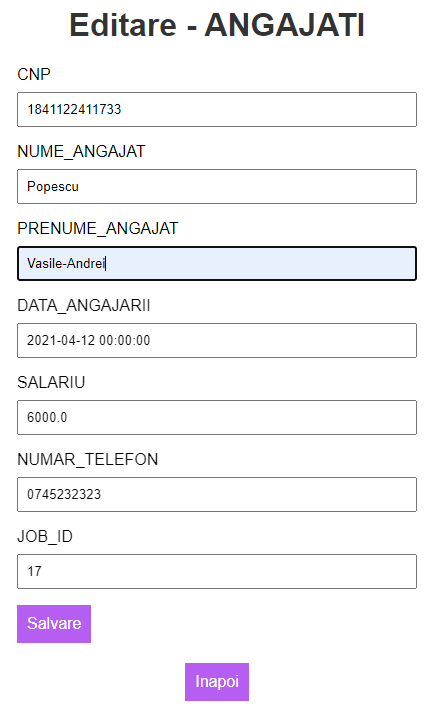 Editare - ANGAJATI
CNP
1841122411733
NUME_ANGAJAT
Popescu
PRENUME_ANGAJAT
Vasile-Andrei
DATA_ANGAJARII
2021-04-12 00:00:00
SALARIU
6000.0
NUMAR_TELEFON
0745232323
JOB_ID
17
Salvare
Inapoi